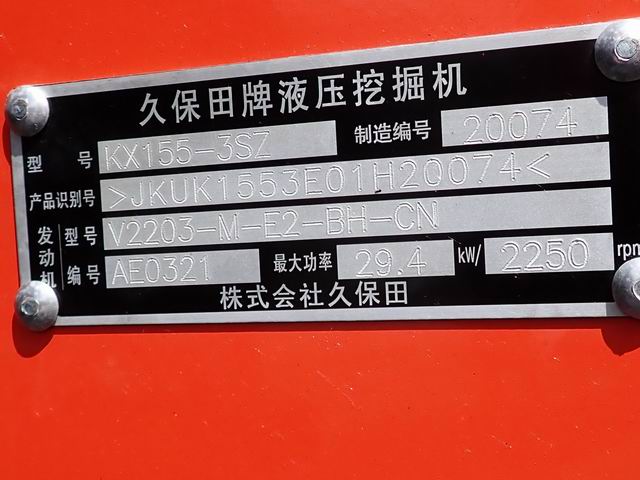 久保田牌液压挖掘机
型 号 KX155-3SZ 制造编号 20074
产品识别号 >JKUK1553E01H20074<
发动机 型号 V2203-M-E2-BH-CN
编号 AE0321 最大功率 29.4 kW/ 2250 rpm
株式会社久保田